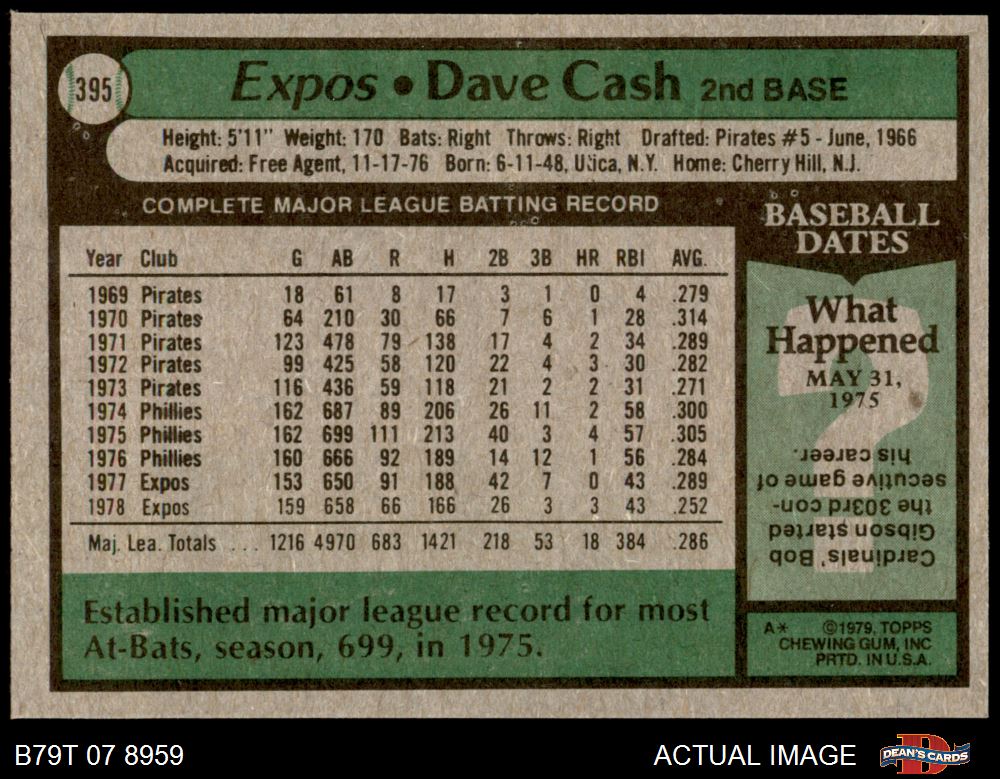 395
Expos • Dave Cash 2nd BASE
Height: 5'11" Weight: 170 Bats: Right Throws: Right Drafted: Pirates #5 - June, 1966
Acquired: Free Agent, 11-17-76 Born: 6-11-48, Utica, N.Y. Home: Cherry Hill, N.J.
COMPLETE MAJOR LEAGUE BATTING RECORD
Year Club G AB R H 2B 3B HR RBI AVG.
1969 Pirates 18 61 8 17 3 1 0 4 .279
1970 Pirates 64 210 30 66 7 6 1 28 .314
1971 Pirates 123 478 79 138 17 4 2 34 .289
1972 Pirates 99 425 58 120 22 4 3 30 .282
1973 Pirates 116 436 59 118 21 2 2 31 .271
1974 Phillies 162 687 89 206 26 11 2 58 .300
1975 Phillies 162 699 111 213 40 3 4 57 .305
1976 Phillies 160 666 92 189 14 12 1 56 .284
1977 Expos 153 650 91 188 42 7 0 43 .289
1978 Expos 159 658 66 166 26 3 3 43 .252
Maj. Lea. Totals ... 1216 4970 683 1421 218 53 18 384 .286
Established major league record for most
At-Bats, season, 699, in 1975.
BASEBALL
DATES
What
Happened
MAY 31,
1975
?
Cardinals' Bob
Gibson started
the 303rd con-
secutive game of
his career.
A* ©1979, TOPPS
CHEWING GUM, INC
PRTD. IN U.S.A.
B79T 07 8959
ACTUAL IMAGE
D
DEAN'S CARDS